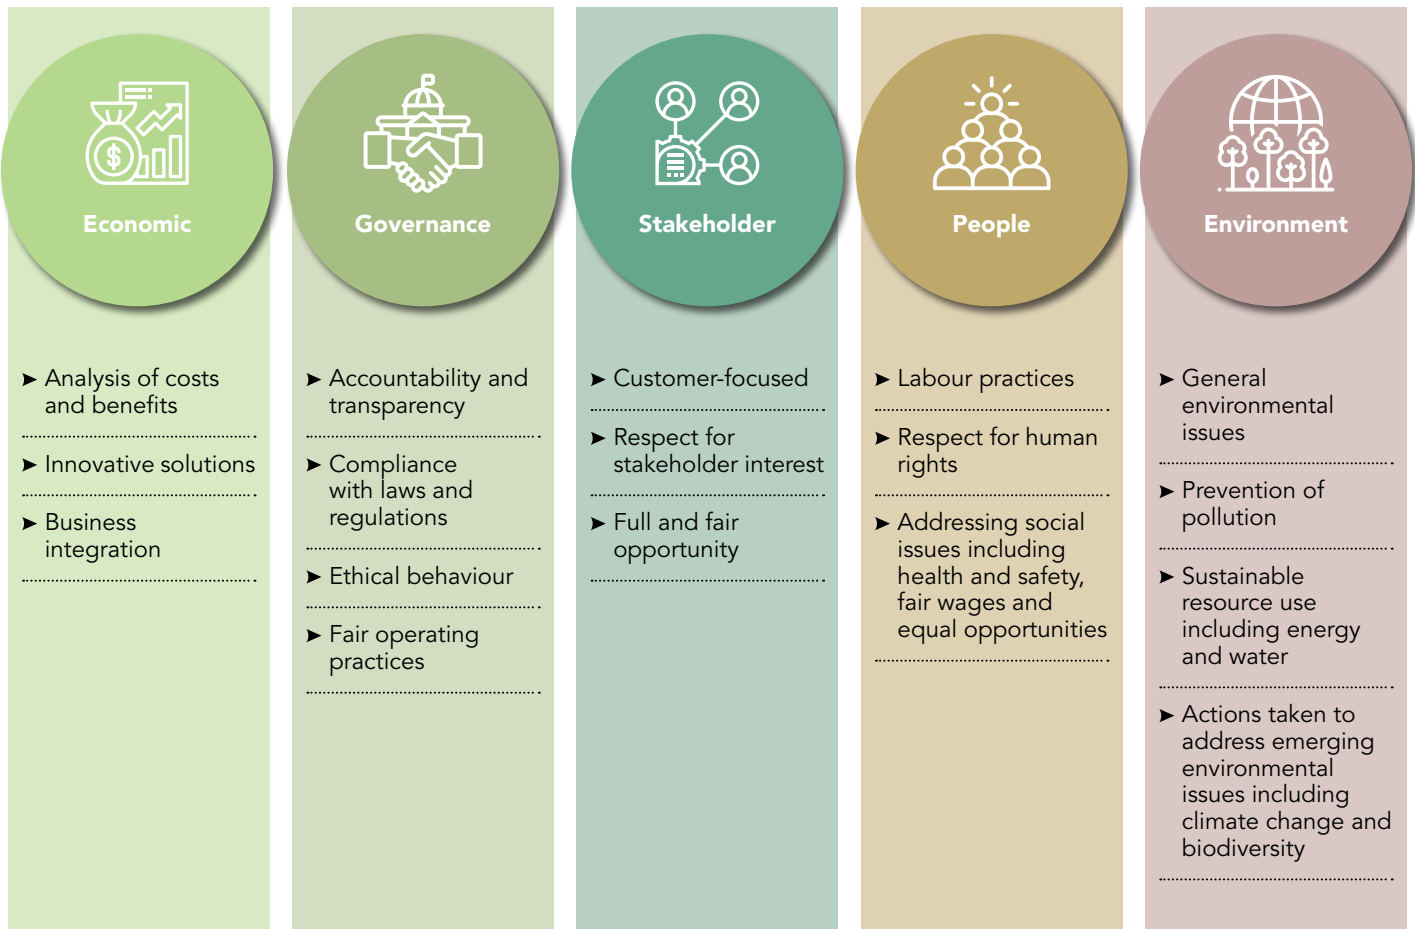 Economic
➤ Analysis of costs
and benefits
➤ Innovative solutions
➤ Business
integration
Governance
➤ Accountability and
transparency
➤ Compliance
with laws and
regulations
➤ Ethical behaviour
➤ Fair operating
practices
Stakeholder
➤ Customer-focused
➤ Respect for
stakeholder interest
➤ Full and fair
opportunity
People
➤ Labour practices
➤ Respect for human
rights
➤ Addressing social
issues including
health and safety,
fair wages and
equal opportunities
Environment
➤ General
environmental
issues
➤ Prevention of
pollution
➤ Sustainable
resource use
including energy
and water
➤ Actions taken to
address emerging
environmental
issues including
climate change and
biodiversity